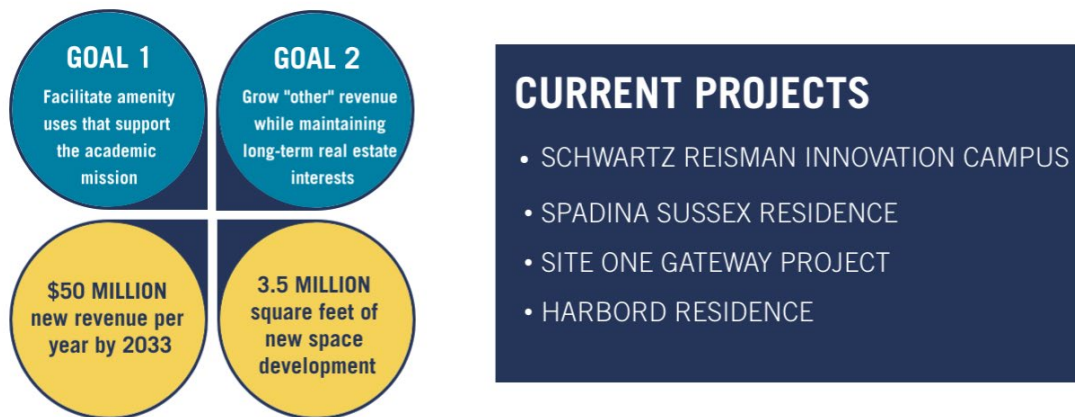 GOAL 1
Facilitate amenity
uses that support
the academic
mission
GOAL 2
Grow "other" revenue
while maintaining
long-term real estate
interests
$50 MILLION
new revenue per
year by 2033
3.5 MILLION
square feet of
new space
development
CURRENT PROJECTS
• SCHWARTZ REISMAN INNOVATION CAMPUS
• SPADINA SUSSEX RESIDENCE
• SITE ONE GATEWAY PROJECT
• HARBORD RESIDENCE